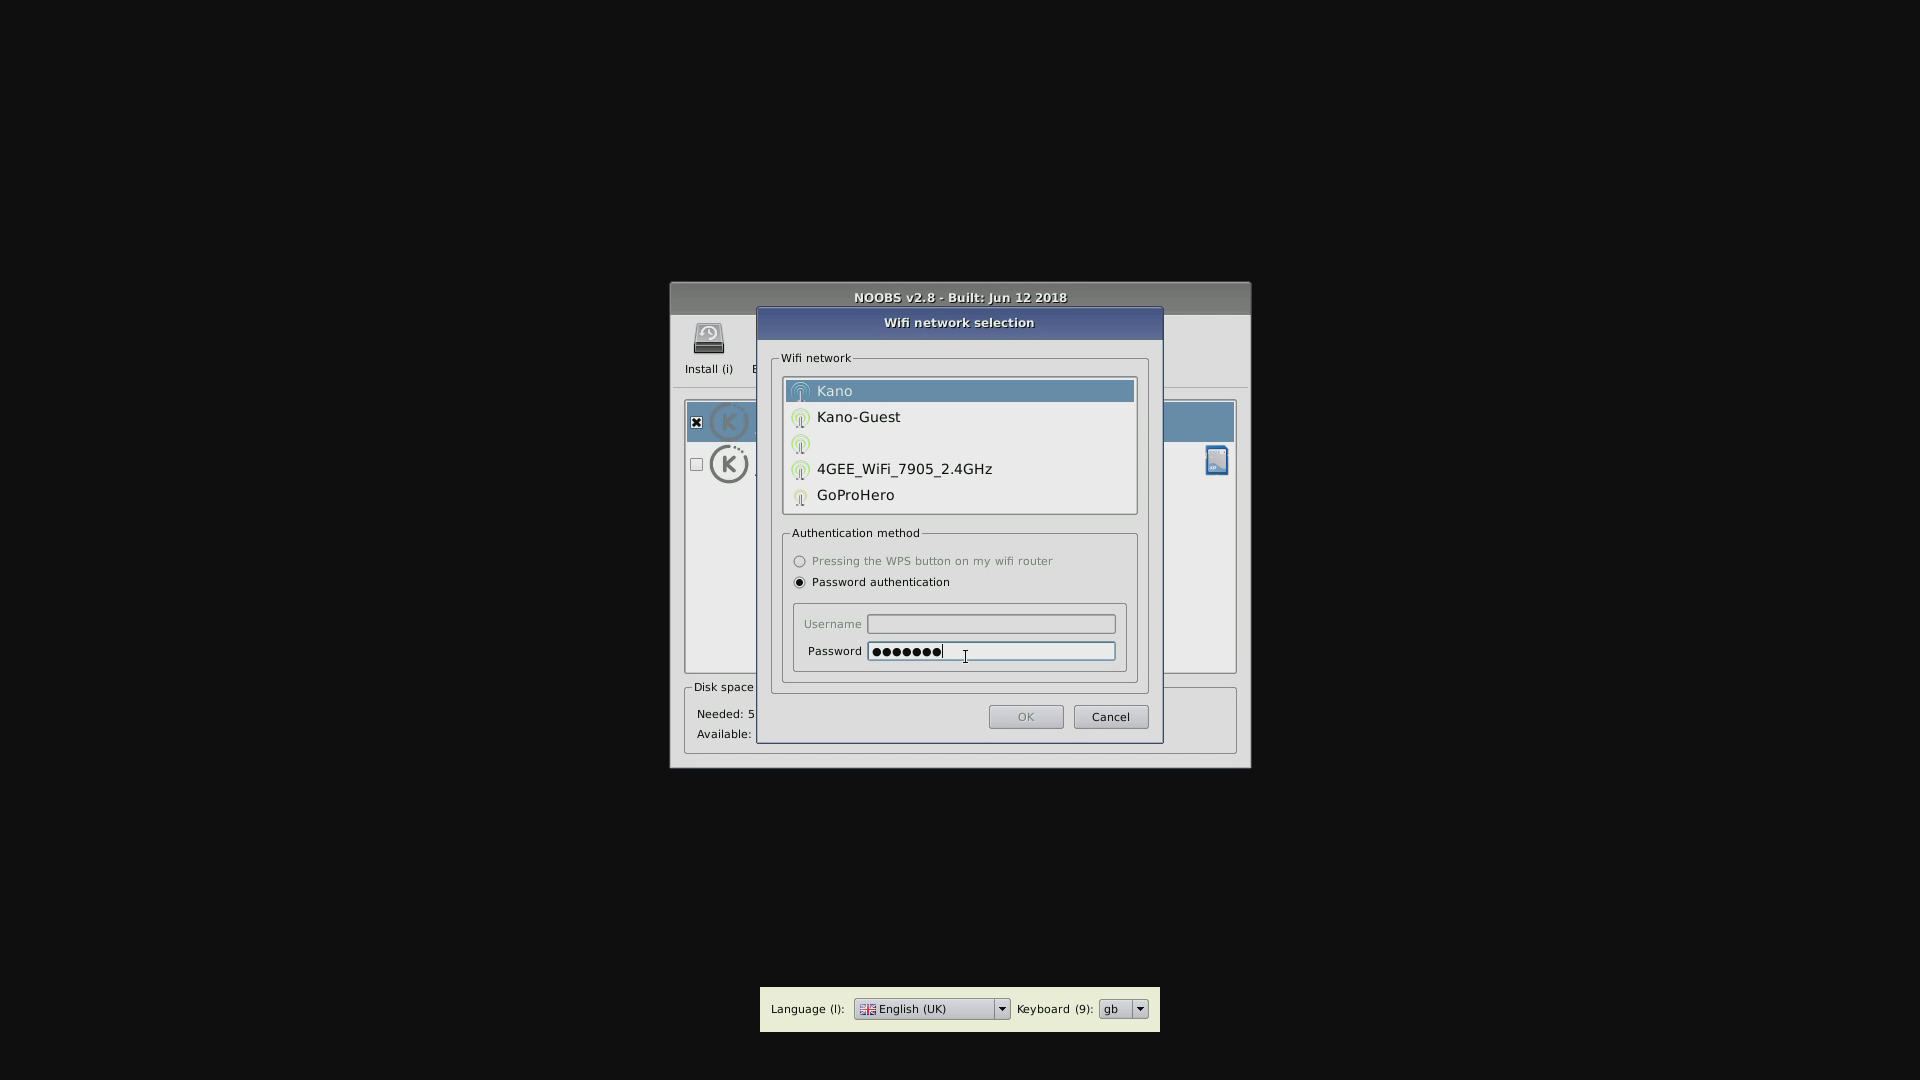 NOOBS v2.8 - Built: Jun 12 2018
Wifi network selection
Install (i)
Wifi network
Kano
Kano-Guest
4GEE_WiFi_7905_2.4GHz
GoProHero
Authentication method
Pressing the WPS button on my wifi router
Password authentication
Username
Password ●●●●●●●
Disk space
Needed: 5
Available:
OK
Cancel
Language (l): English (UK) Keyboard (9): gb